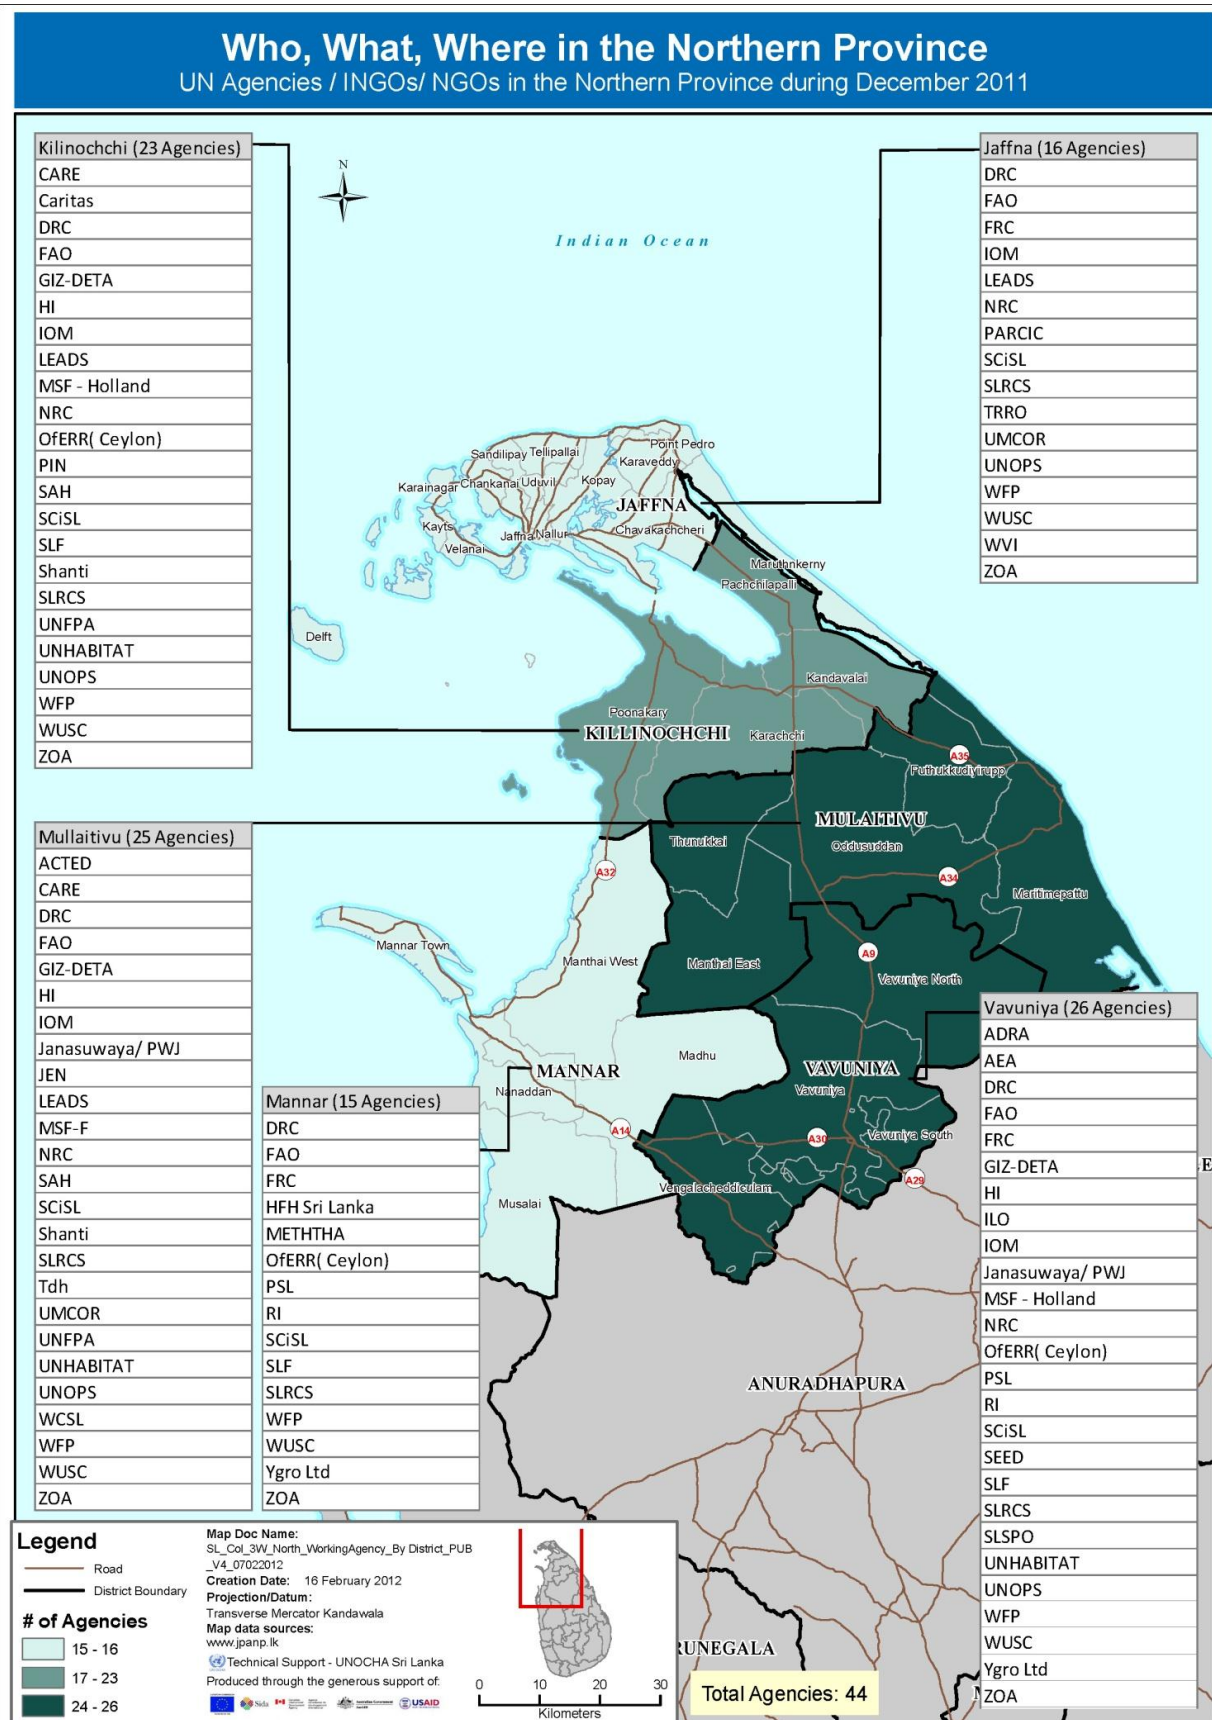 Who, What, Where in the Northern Province
UN Agencies / INGOs/ NGOs in the Northern Province during December 2011
Kilinochchi (23 Agencies)
CARE
Caritas
DRC
FAO
GIZ-DETA
HI
IOM
LEADS
MSF - Holland
NRC
OfERR( Ceylon)
PIN
SAH
SCiSL
SLF
Shanti
SLRCS
UNFPA
UNHABITAT
UNOPS
WFP
WUSC
ZOA
N
Indian Ocean
Jaffna (16 Agencies)
DRC
FAO
FRC
IOM
LEADS
NRC
PARCIC
SCiSL
SLRCS
TRRO
UMCOR
UNOPS
WFP
WUSC
WVI
ZOA
Point Pedro
Sandilipay
Tellipallai
Karaveddy
Karainagar
Chankanai
Uduvil
Kopay
JAFFNA
Kayts
Jaffna
Nallur
Chavakachcheri
Velanai
Maruthnkerny
Pachchilapalli
Delft
Kandavalai
Poonakary
KILLINOCHCHI
Karachchi
A35
Puthukkudiyirupp
MULAITIVU
Thunukkai
Oddusuddan
A32
A34
Maritimepattu
Mannar Town
Manthai West
Manthai East
A9
Vavuniya North
Madhu
MANNAR
VAVUNIYA
Vavuniya
Nanaddan
A14
A30
Vavuniya South
A29
Vengalacheddiculam
Musalai
ANURADHAPURA
RUNEGALA
E
Mullaitivu (25 Agencies)
ACTED
CARE
DRC
FAO
GIZ-DETA
HI
IOM
Janasuwaya/ PWJ
JEN
LEADS
MSF-F
NRC
SAH
SCiSL
Shanti
SLRCS
Tdh
UMCOR
UNFPA
UNHABITAT
UNOPS
WCSL
WFP
WUSC
ZOA
Mannar (15 Agencies)
DRC
FAO
FRC
HFH Sri Lanka
METHTHA
OfERR( Ceylon)
PSL
RI
SCiSL
SLF
SLRCS
WFP
WUSC
Ygro Ltd
ZOA
Vavuniya (26 Agencies)
ADRA
AEA
DRC
FAO
FRC
GIZ-DETA
HI
ILO
IOM
Janasuwaya/ PWJ
MSF - Holland
NRC
OfERR( Ceylon)
PSL
RI
SCiSL
SEED
SLF
SLRCS
SLSPO
UNHABITAT
UNOPS
WFP
WUSC
Ygro Ltd
ZOA
Legend
Road
District Boundary
# of Agencies
15 - 16
17 - 23
24 - 26
Map Doc Name:
SL_Col_3W_North_WorkingAgency_By District_PUB
_V4_07022012
Creation Date: 16 February 2012
Projection/Datum:
Transverse Mercator Kandawala
Map data sources:
www.jpanp.lk
Technical Support - UNOCHA Sri Lanka
Produced through the generous support of:
Sida
USAID
0 10 20 30
Kilometers
Total Agencies: 44